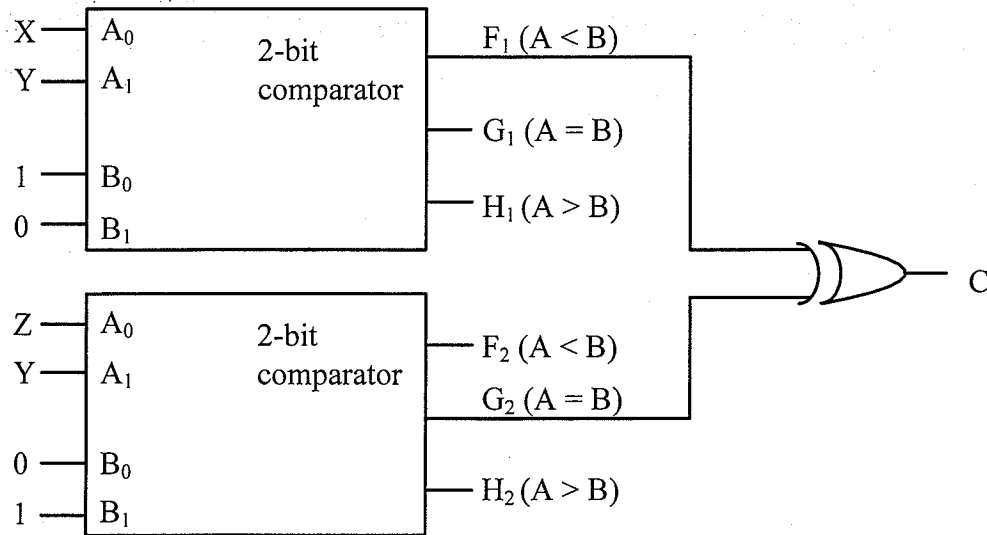 X
A₀
2-bit
comparator
F₁ (A < B)
Y
A₁
G₁ (A = B)
1
B₀
H₁ (A > B)
0
B₁
C
Z
A₀
2-bit
comparator
F₂ (A < B)
Y
A₁
G₂ (A = B)
0
B₀
H₂ (A > B)
1
B₁